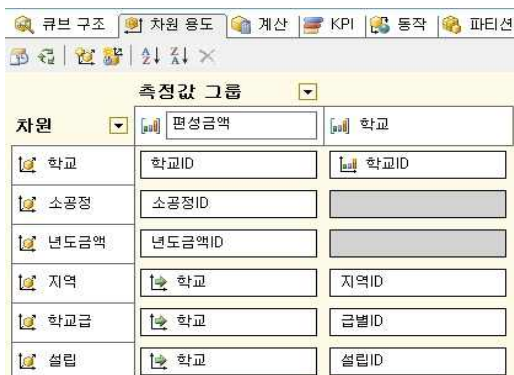 큐브 구조 차원 용도 계산 KPI 동작 파티션
측정값 그룹
차원 편성금액 학교
학교 학교ID 학교ID
소공정 소공정ID
년도금액 년도금액ID
지역 학교 지역ID
학교급 학교 급별ID
설립 학교 설립ID